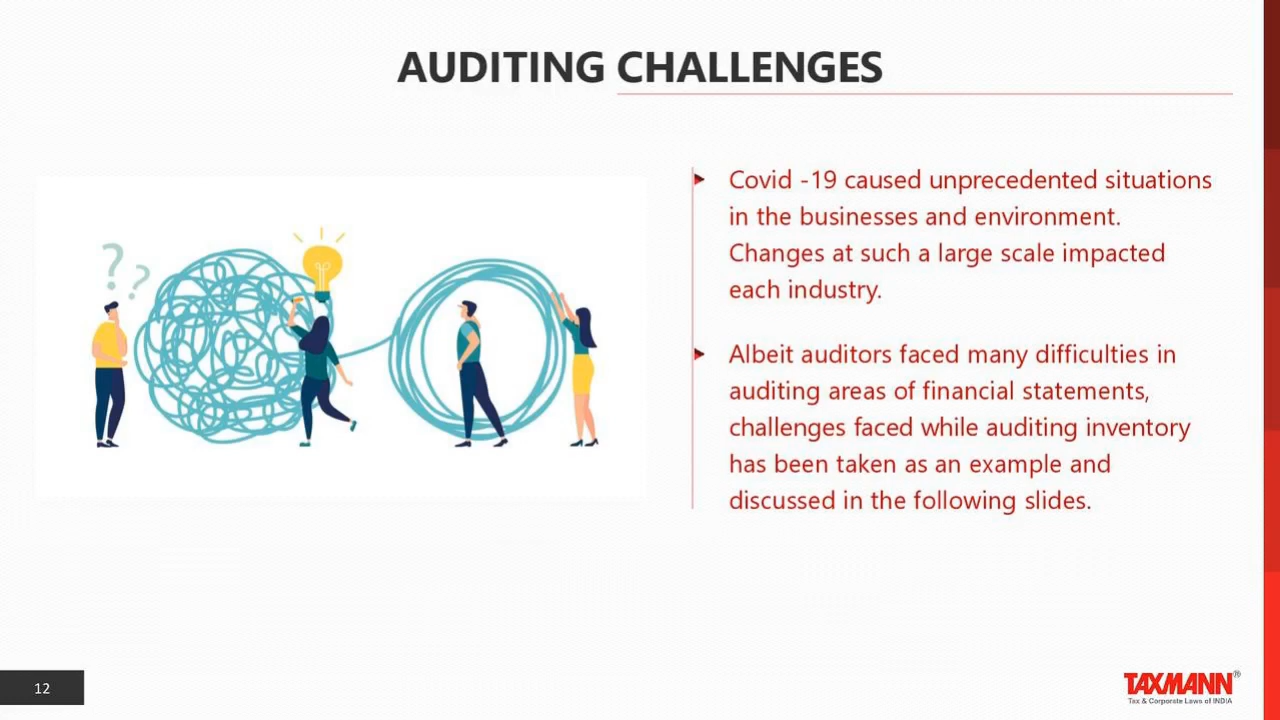 AUDITING CHALLENGES
? ?
Covid -19 caused unprecedented situations
in the businesses and environment.
Changes at such a large scale impacted
each industry.
Albeit auditors faced many difficulties in
auditing areas of financial statements,
challenges faced while auditing inventory
has been taken as an example and
discussed in the following slides.
12
TAXMANN®
Tax & Corporate Laws of INDIA